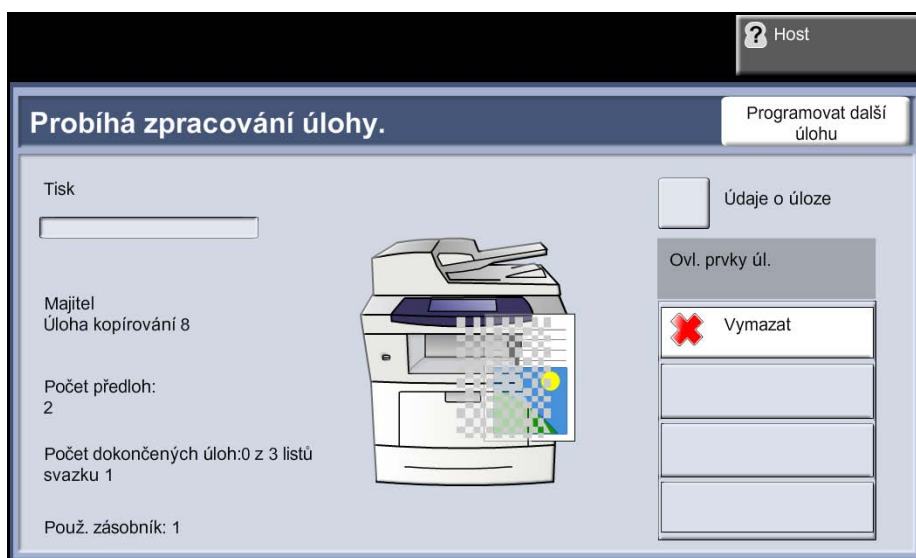 Host
Probíhá zpracování úlohy.
Programovat další
úlohu
Tisk
Údaje o úloze
Ovl. prvky úl.
Majitel
Úloha kopírování 8
Vymazat
Počet předloh:
2
Počet dokončených úloh:0 z 3 listů
svazku 1
Použ. zásobník: 1